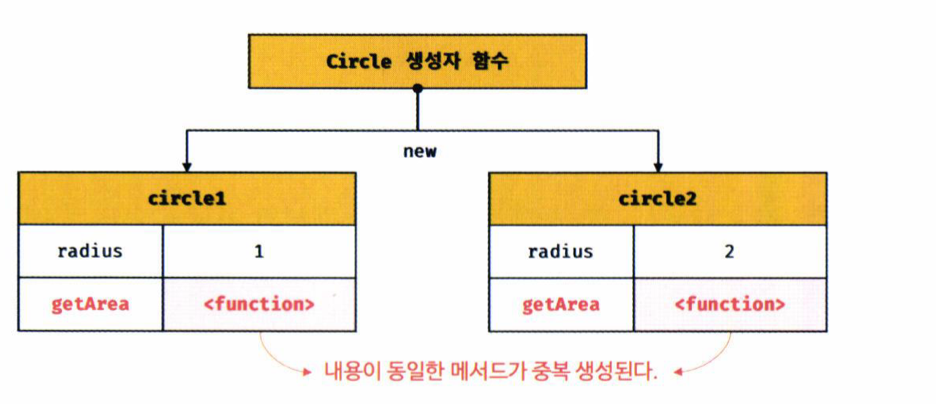 Circle 생성자 함수
new
circle1
radius 1
getArea <function>
circle2
radius 2
getArea <function>
내용이 동일한 메서드가 중복 생성된다.